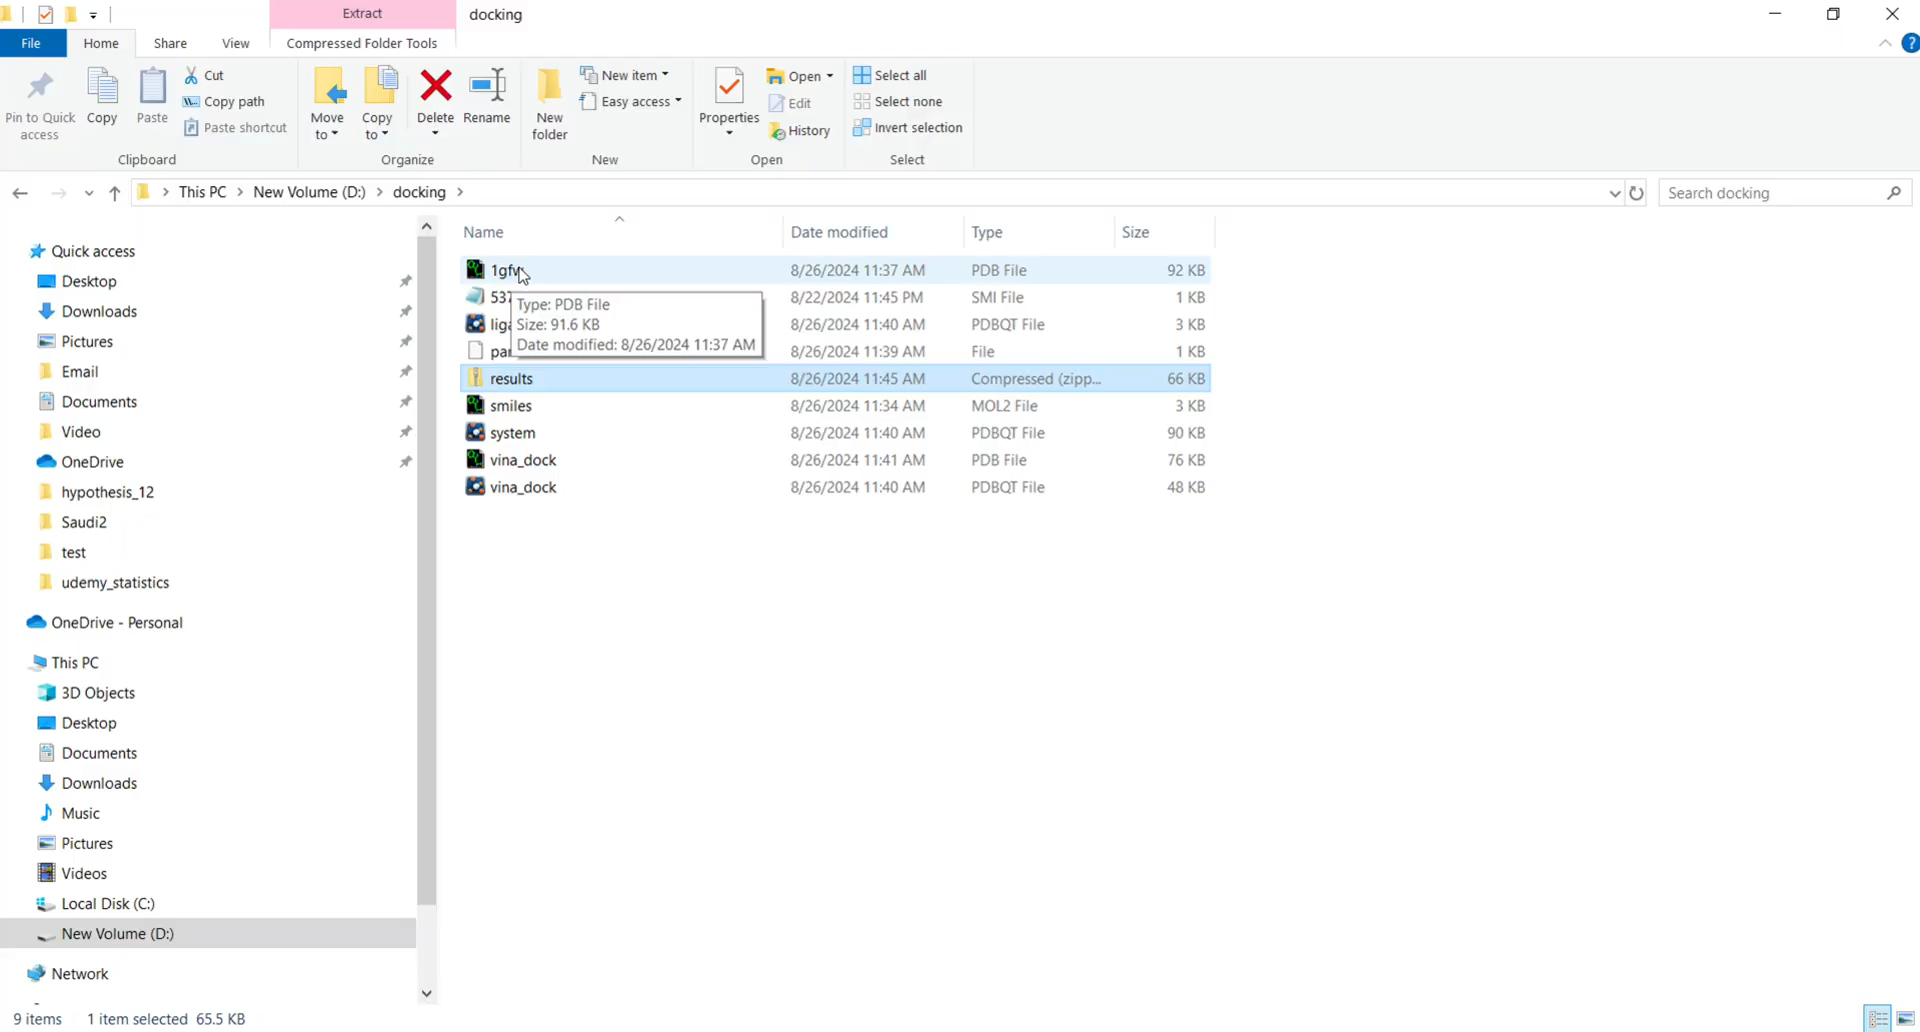 Extract
docking
File
Home
Share
View
Compressed Folder Tools
?
Pin to Quick access
Copy
Paste
Cut
Copy path
Paste shortcut
Clipboard
Move to
Copy to
Delete
Rename
Organize
New folder
New item
Easy access
New
Properties
Open
Edit
History
Open
Select all
Select none
Invert selection
Select
This PC > New Volume (D:) > docking >
Search docking
Quick access
Desktop
Downloads
Pictures
Email
Documents
Video
OneDrive
hypothesis_12
Saudi2
test
udemy_statistics
OneDrive - Personal
This PC
3D Objects
Desktop
Documents
Downloads
Music
Pictures
Videos
Local Disk (C:)
New Volume (D:)
Network
Name Date modified Type Size
8/26/2024 11:37 AM PDB File 92 KB
8/22/2024 11:45 PM SMI File 1 KB
8/26/2024 11:40 AM PDBQT File 3 KB
8/26/2024 11:39 AM File 1 KB
results 8/26/2024 11:45 AM Compressed (zipp... 66 KB
smiles 8/26/2024 11:34 AM MOL2 File 3 KB
system 8/26/2024 11:40 AM PDBQT File 90 KB
vina_dock 8/26/2024 11:41 AM PDB File 76 KB
vina_dock 8/26/2024 11:40 AM PDBQT File 48 KB
Type: PDB File
Size: 91.6 KB
Date modified: 8/26/2024 11:37 AM
9 items 1 item selected 65.5 KB